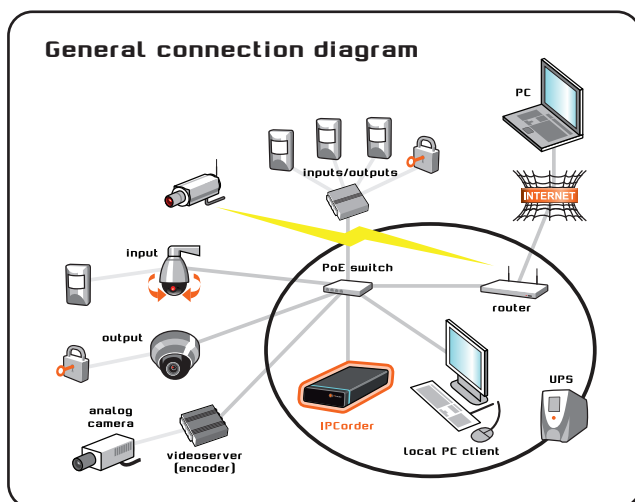 General connection diagram
PC
inputs/outputs
INTERNET
input
PoE switch
router
output
UPS
analog
camera
IPCorder
videoserver
(encoder)
local PC client